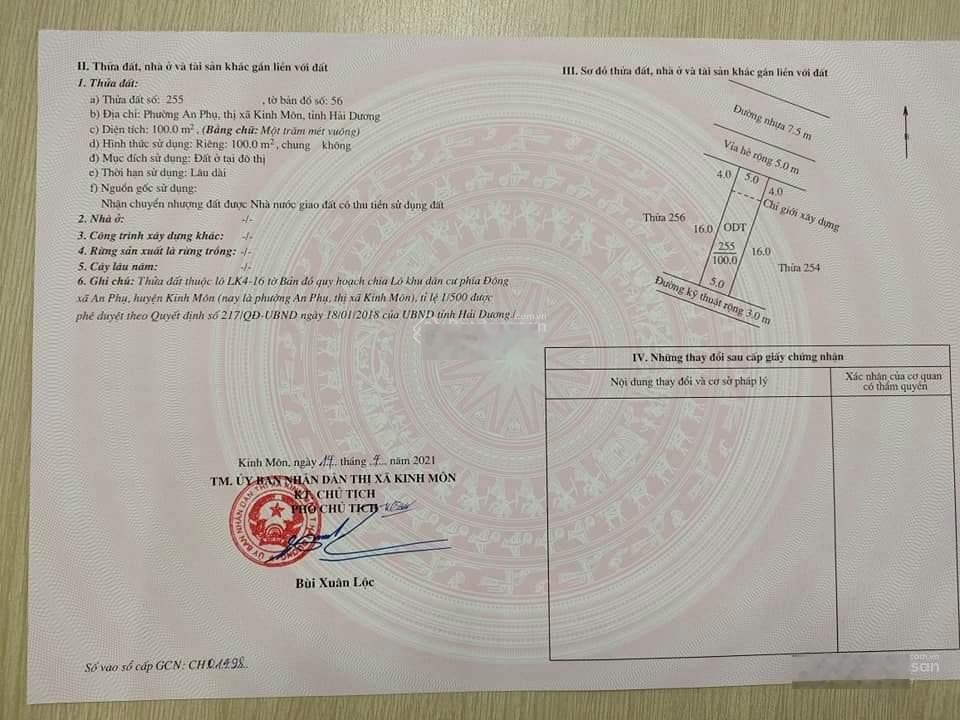 II. Thửa đất, nhà ở và tài sản khác gắn liền với đất
1. Thửa đất:
a) Thửa đất số: 255 , tờ bản đồ số: 56
b) Địa chỉ: Phường An Phụ, thị xã Kinh Môn, tỉnh Hải Dương
c) Diện tích: 100.0 m², (Bằng chữ: Một trăm mét vuông)
d) Hình thức sử dụng: Riêng: 100.0 m², chung không
đ) Mục đích sử dụng: Đất ở tại đô thị
e) Thời hạn sử dụng: Lâu dài
f) Nguồn gốc sử dụng:
Nhận chuyển nhượng đất được Nhà nước giao đất có thu tiền sử dụng đất
2. Nhà ở: -/-
3. Công trình xây dựng khác: -/-
4. Rừng sản xuất là rừng trồng: -/-
5. Cây lâu năm: -/-
6. Ghi chú: Thửa đất thuộc lô LK4-16 tờ Bản đồ quy hoạch chia Lô khu dân cư phía Đông
xã An Phụ, huyện Kinh Môn (nay là phường An Phụ, thị xã Kinh Môn), tỉ lệ 1/500 được
phê duyệt theo Quyết định số 217/QĐ-UBND ngày 18/01/2018 của UBND tỉnh Hải Dương./.
Kinh Môn, ngày 14 tháng 9 năm 2021
TM. ỦY BAN NHÂN DÂN THỊ XÃ KINH MÔN
KT. CHỦ TỊCH
PHÓ CHỦ TỊCH
Bùi Xuân Lộc
Số vào sổ cấp GCN: CH01498
III. Sơ đồ thửa đất, nhà ở và tài sản khác gắn liền với đất
Đường nhựa 7.5 m
Vỉa hè rộng 5.0 m
4.0 5.0 4.0
Chỉ giới xây dựng
Thửa 256
16.0 ODT
255
100.0
16.0
Thửa 254
5.0
Đường kỹ thuật rộng 3.0 m
IV. Những thay đổi sau cấp giấy chứng nhận
Nội dung thay đổi và cơ sở pháp lý
Xác nhận của cơ quan
có thẩm quyền
.com.vn
san